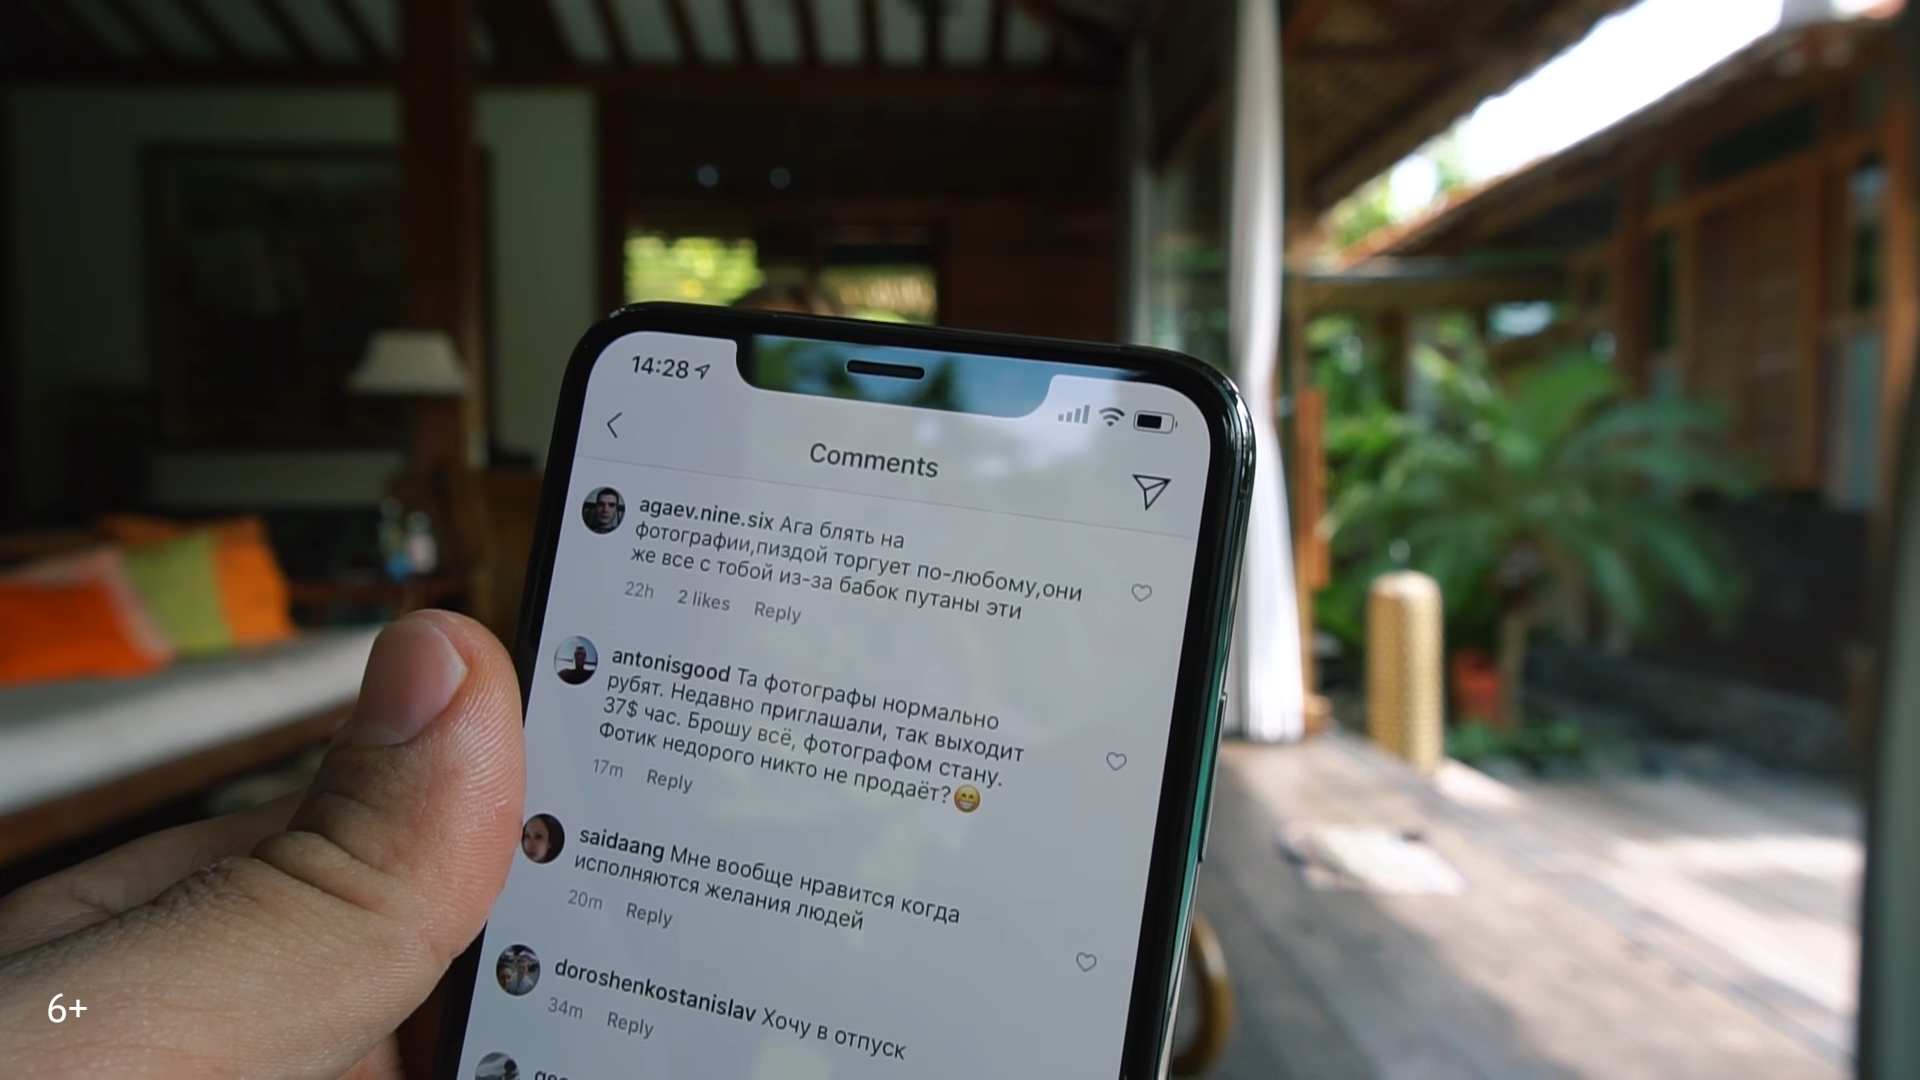 14:28
Comments
agaev.nine.six Ага блять на
фотографии,пиздой торгует по-любому,они
же все с тобой из-за бабок путаны эти
22h 2 likes Reply
antonisgood Та фотографы нормально
рубят. Недавно приглашали, так выходит
37$ час. Брошу всё, фотографом стану.
Фотик недорого никто не продаёт?😁
17m Reply
saidaang Мне вообще нравится когда
исполняются желания людей
20m Reply
doroshenkostanislav Хочу в отпуск
34m Reply
6+